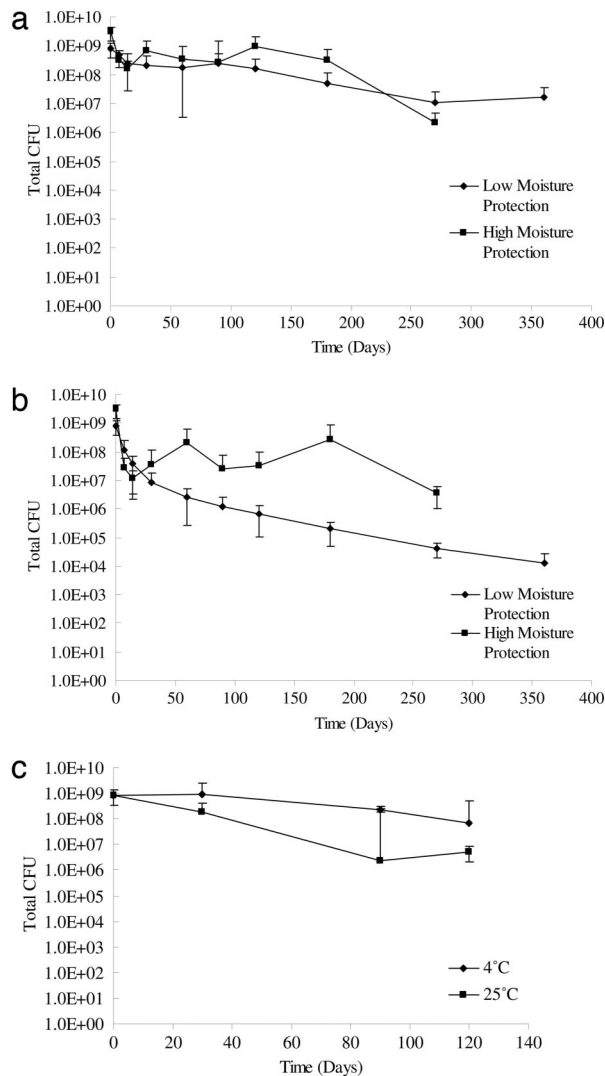 a
1.0E+10
1.0E+09
1.0E+08
1.0E+07
1.0E+06
1.0E+05
1.0E+04
1.0E+03
1.0E+02
1.0E+01
1.0E+00
Total CFU
0 50 100 150 200 250 300 350 400
Time (Days)
Low Moisture
Protection
High Moisture
Protection
b
1.0E+10
1.0E+09
1.0E+08
1.0E+07
1.0E+06
1.0E+05
1.0E+04
1.0E+03
1.0E+02
1.0E+01
1.0E+00
Total CFU
0 50 100 150 200 250 300 350 400
Time (Days)
Low Moisture
Protection
High Moisture
Protection
c
1.0E+10
1.0E+09
1.0E+08
1.0E+07
1.0E+06
1.0E+05
1.0E+04
1.0E+03
1.0E+02
1.0E+01
1.0E+00
Total CFU
0 20 40 60 80 100 120 140
Time (Days)
4°C
25°C